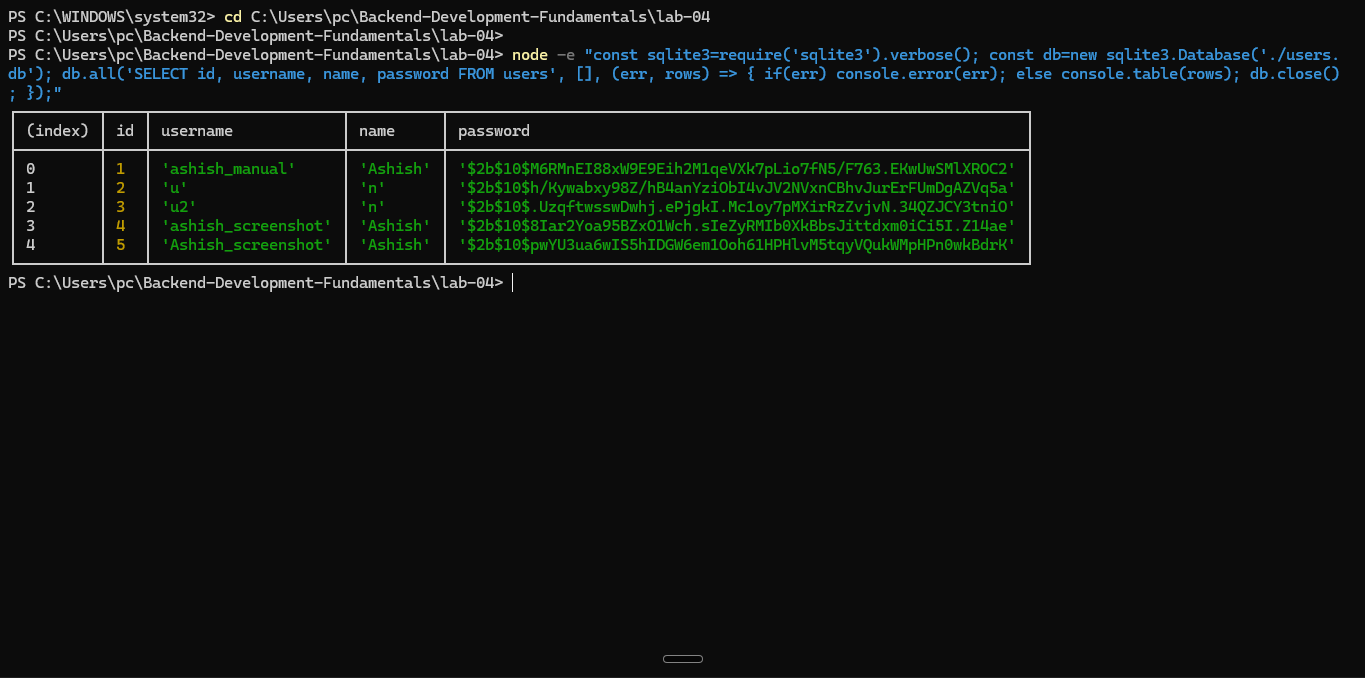 PS C:\WINDOWS\system32> cd C:\Users\pc\Backend-Development-Fundamentals\lab-04
PS C:\Users\pc\Backend-Development-Fundamentals\lab-04>
PS C:\Users\pc\Backend-Development-Fundamentals\lab-04> node -e "const sqlite3=require('sqlite3').verbose(); const db=new sqlite3.Database('./users.
db'); db.all('SELECT id, username, name, password FROM users', [], (err, rows) => { if(err) console.error(err); else console.table(rows); db.close()
; });"
(index) id username name password
0 1 'ashish_manual' 'Ashish' '$2b$10$M6RMnEI88xW9E9Eih2M1qeVXk7pLio7fN5/F763.EKwUwSMlXROC2'
1 2 'u' 'n' '$2b$10$h/Kywabxy98Z/hB4anYziObI4vJV2NVxnCBhvJurErFUmDgAZVq5a'
2 3 'u2' 'n' '$2b$10$.UzqftwsswDwhj.ePjgkI.Mc1oy7pMXirRzZvjvN.34QZJCY3tniO'
3 4 'ashish_screenshot' 'Ashish' '$2b$10$8Iar2Yoa95BZxO1Wch.sIeZyRMIb0XkBbsJittdxm0iCi5I.Z14ae'
4 5 'Ashish_screenshot' 'Ashish' '$2b$10$pwYU3ua6wIS5hIDGW6em1Ooh61HPHlvM5tqyVQukWMpHPn0wkBdrK'
PS C:\Users\pc\Backend-Development-Fundamentals\lab-04>